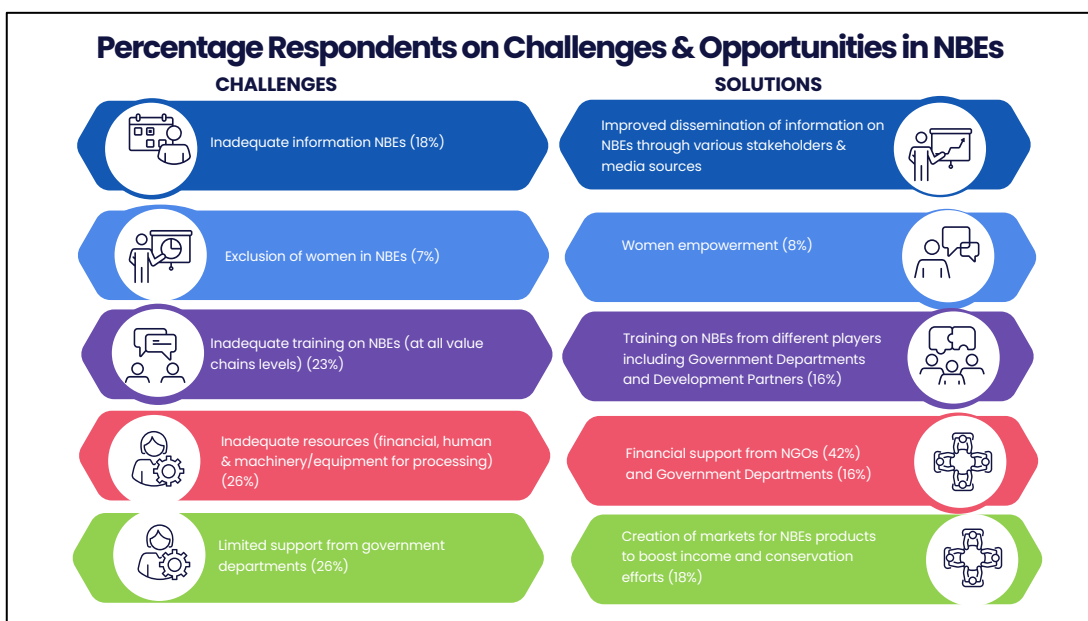 Percentage Respondents on Challenges & Opportunities in NBEs
CHALLENGES
SOLUTIONS
Inadequate information NBEs (18%)
Improved dissemination of information on
NBEs through various stakeholders &
media sources
Exclusion of women in NBEs (7%)
Women empowerment (8%)
Inadequate training on NBEs (at all value
chains levels) (23%)
Training on NBEs from different players
including Government Departments
and Development Partners (16%)
Inadequate resources (financial, human
& machinery/equipment for processing)
(26%)
Financial support from NGOs (42%)
and Government Departments (16%)
Limited support from government
departments (26%)
Creation of markets for NBEs products
to boost income and conservation
efforts (18%)